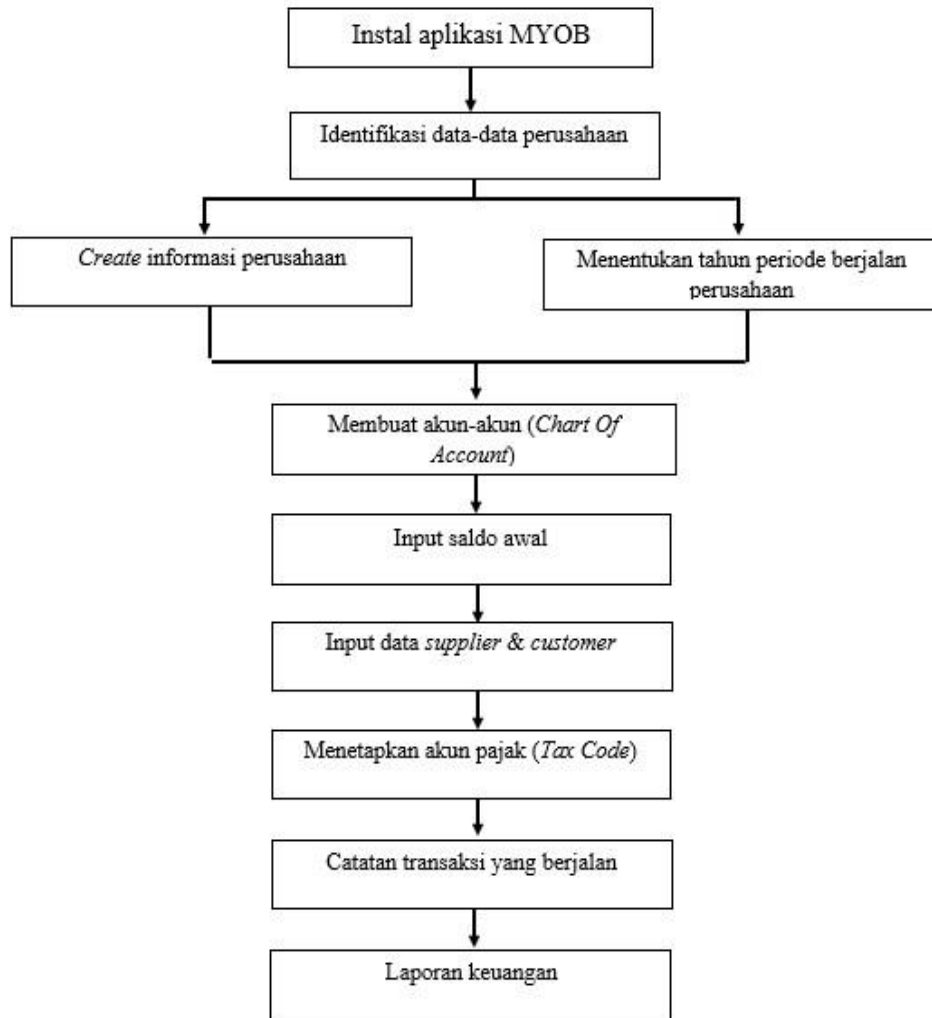 Instal aplikasi MYOB
Identifikasi data-data perusahaan
Create informasi perusahaan
Menentukan tahun periode berjalan
perusahaan
Membuat akun-akun (Chart Of
Account)
Input saldo awal
Input data supplier & customer
Menetapkan akun pajak (Tax Code)
Catatan transaksi yang berjalan
Laporan keuangan